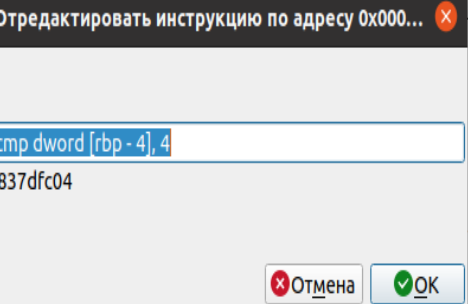 Отредактировать инструкцию по адресу 0x000...
cmp dword [rbp - 4], 4
837dfc04
Отмена OK